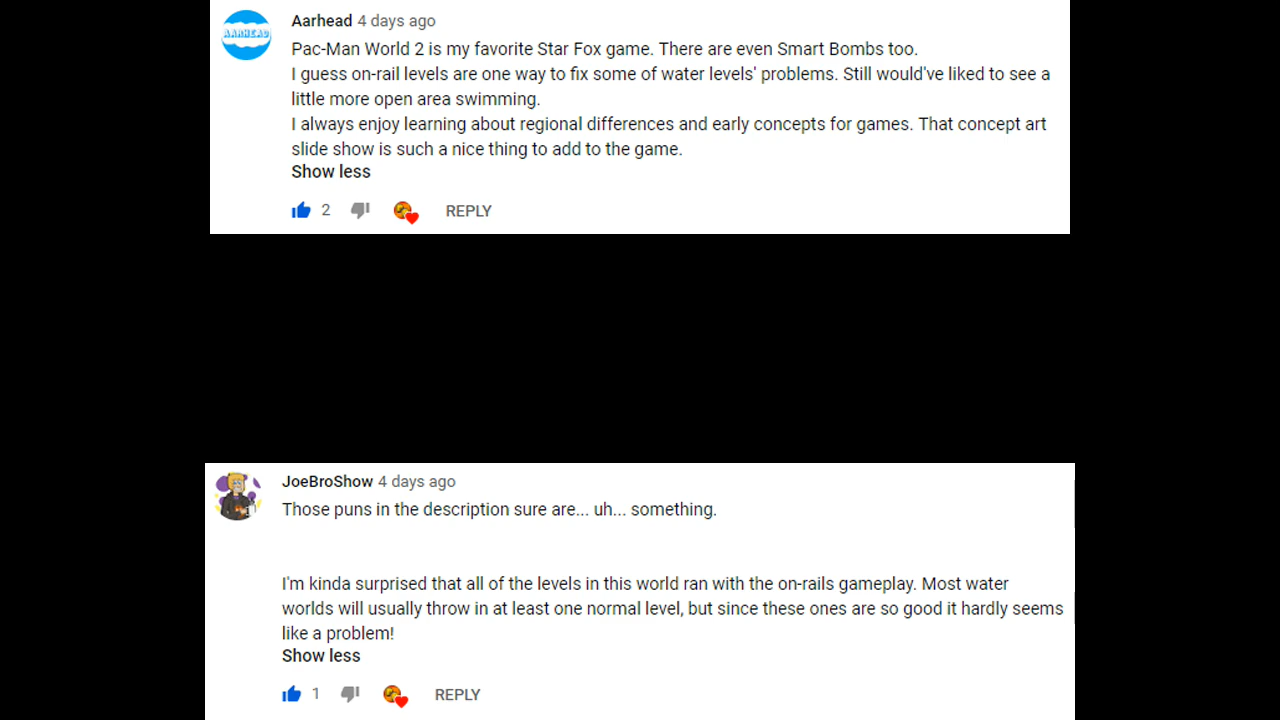 AARHEAD
Aarhead 4 days ago
Pac-Man World 2 is my favorite Star Fox game. There are even Smart Bombs too.
I guess on-rail levels are one way to fix some of water levels' problems. Still would've liked to see a
little more open area swimming.
I always enjoy learning about regional differences and early concepts for games. That concept art
slide show is such a nice thing to add to the game.
Show less
2 REPLY
JoeBroShow 4 days ago
Those puns in the description sure are... uh... something.
I'm kinda surprised that all of the levels in this world ran with the on-rails gameplay. Most water
worlds will usually throw in at least one normal level, but since these ones are so good it hardly seems
like a problem!
Show less
1 REPLY